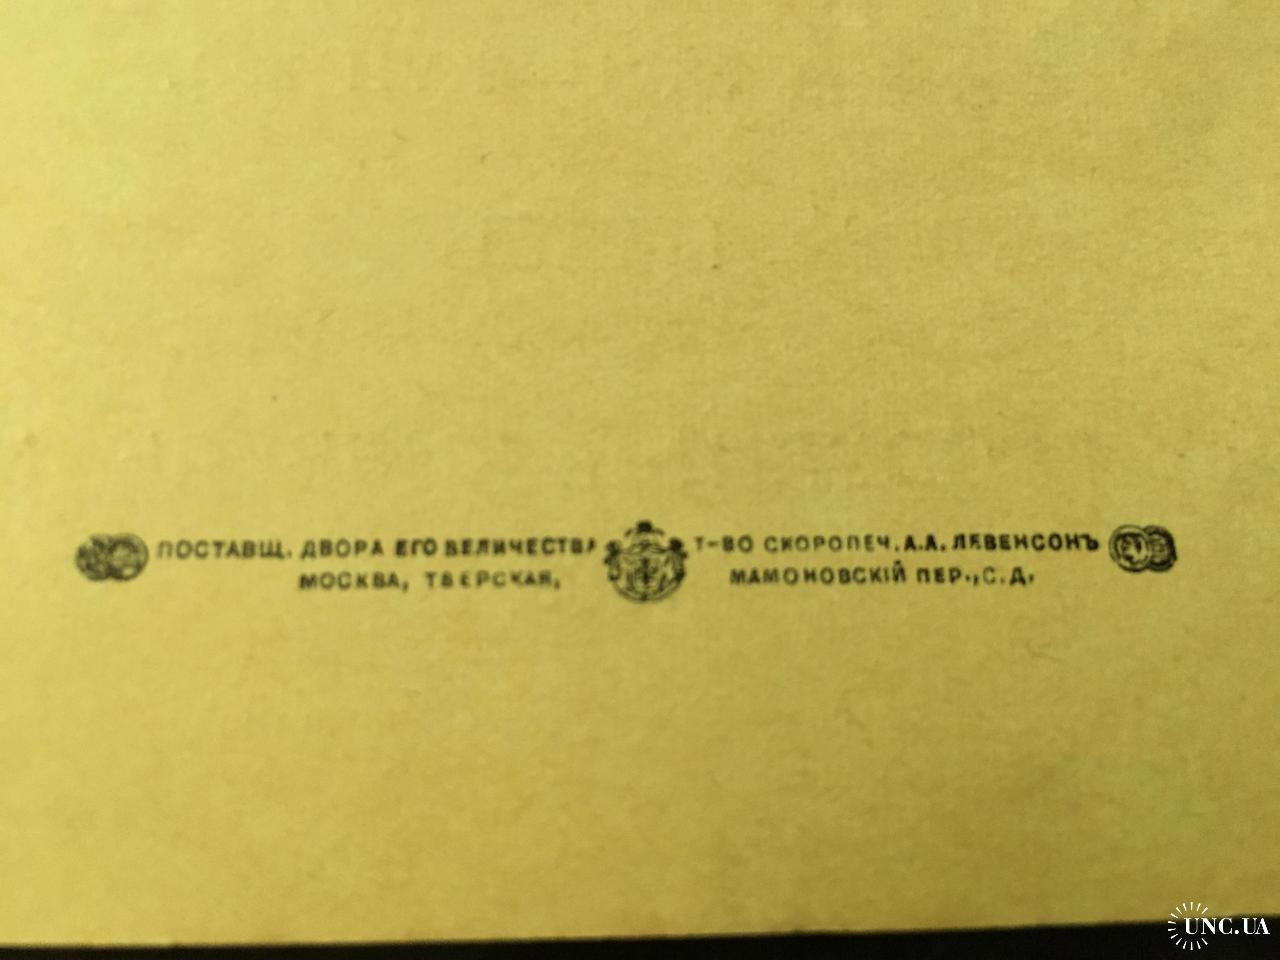 ПОСТАВЩ. ДВОРА ЕГО ВЕЛИЧЕСТВА Т-ВО СКОРОПЕЧ. А.А. ЛЕВЕНСОНЪ
МОСКВА, ТВЕРСКАЯ, МАМОНОВСКІЙ ПЕР., С. Д.
UNC.UA